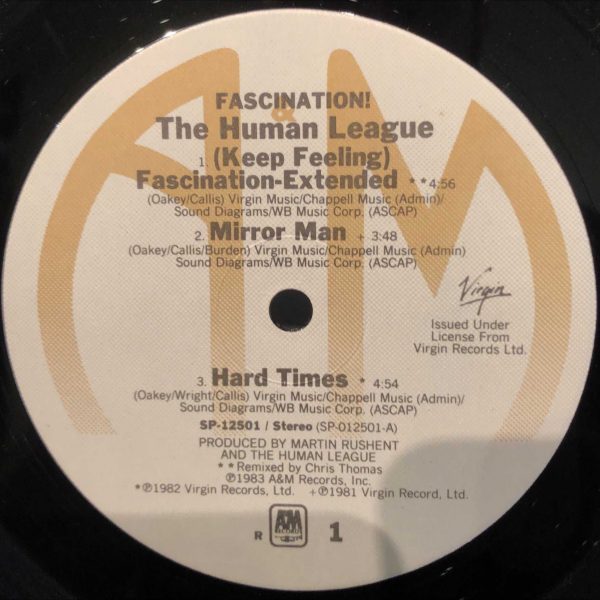 FASCINATION!
&
The Human League
1. (Keep Feeling)
Fascination-Extended **4:56
(Oakey/Callis) Virgin Music/Chappell Music (Admin)/
Sound Diagrams/WB Music Corp. (ASCAP)
2. Mirror Man + 3:48
(Oakey/Callis/Burden) Virgin Music/Chappell Music (Admin)
Sound Diagrams/WB Music Corp. (ASCAP)
Virgin
Issued Under
License From
Virgin Records Ltd.
3. Hard Times * 4:54
(Oakey/Wright/Callis) Virgin Music/Chappell Music (Admin)/
Sound Diagrams/WB Music Corp. (ASCAP)
SP-12501 / Stereo (SP-012501-A)
PRODUCED BY MARTIN RUSHENT
AND THE HUMAN LEAGUE
**Remixed by Chris Thomas
℗1983 A&M Records, Inc.
*℗1982 Virgin Records, Ltd. +℗1981 Virgin Record, Ltd.
R A&M RECORDS 1
A&M